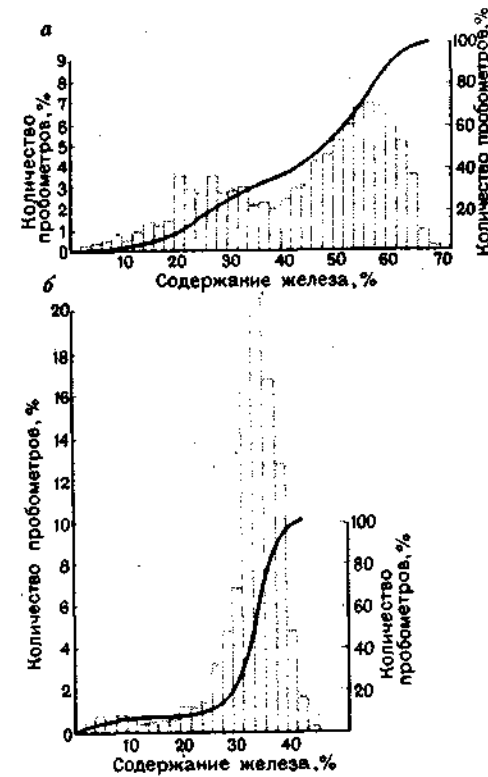 а
Количество
пробометров,%
9
8
7
6
5
4
3
2
1
0
100%
80
60
40
20
Количество пробометров,%
10 20 30 40 50 60 70
Содержание железа,%
б
Количество пробометров,%
20
18
16
14
12
10
8
6
4
2
0
100
80
60
40
20
Количество
пробометров,%
10 20 30 40
Содержание железа,%